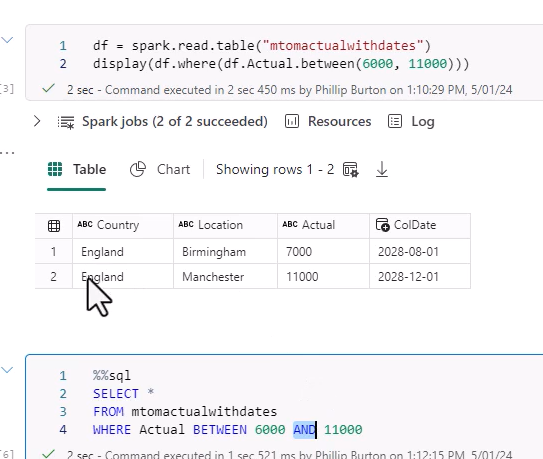 1 df = spark.read.table("mtomactualwithdates")
2 display(df.where(df.Actual.between(6000, 11000)))
[3] 2 sec - Command executed in 2 sec 450 ms by Phillip Burton on 1:10:29 PM, 5/01/24
Spark jobs (2 of 2 succeeded) Resources Log
Table Chart Showing rows 1 - 2
ABC Country ABC Location ABC Actual ColDate
1 England Birmingham 7000 2028-08-01
2 England Manchester 11000 2028-12-01
1 %%sql
2 SELECT *
3 FROM mtomactualwithdates
4 WHERE Actual BETWEEN 6000 AND 11000
[6] 2 sec - Command executed in 1 sec 521 ms by Phillip Burton on 1:12:15 PM, 5/01/24